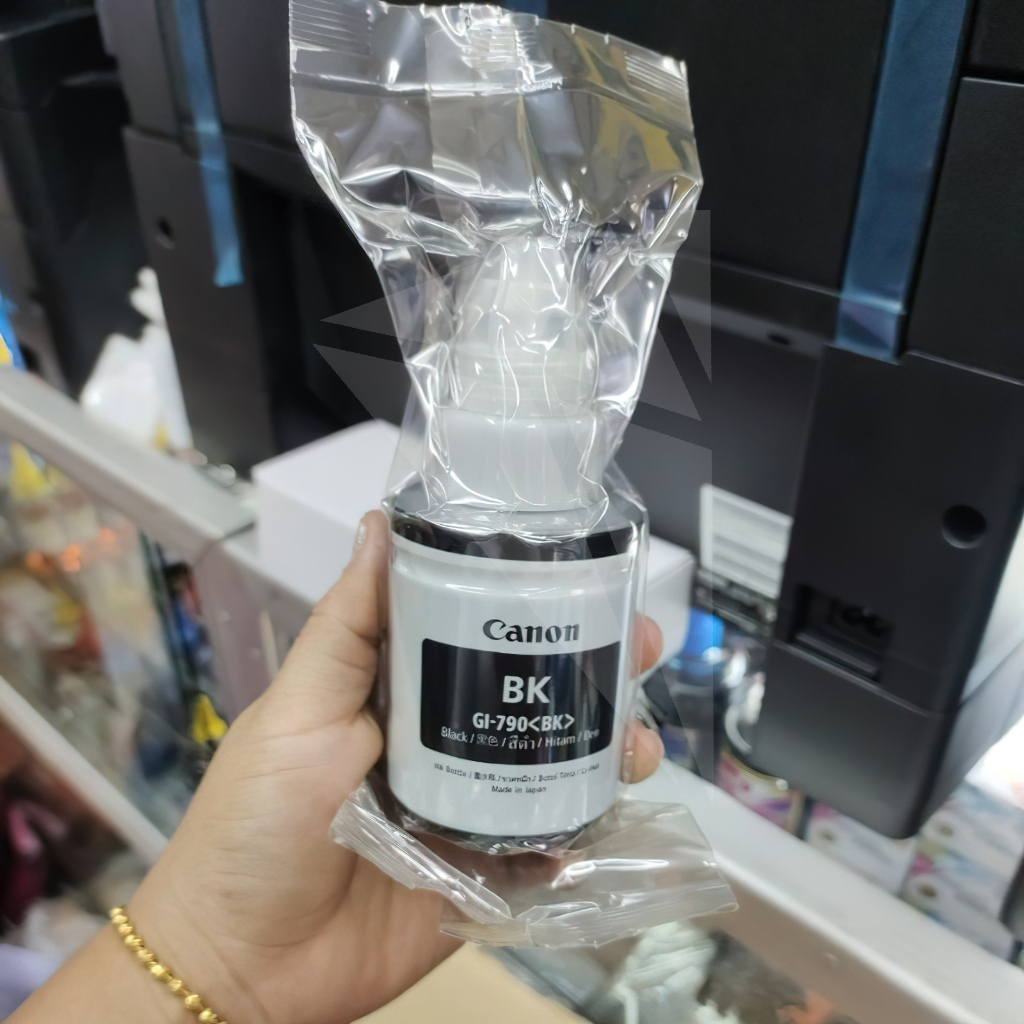 Canon
BK
GI-790<BK>
Black / 黑色 / สีดำ / Hitam / Đen
Made in Japan